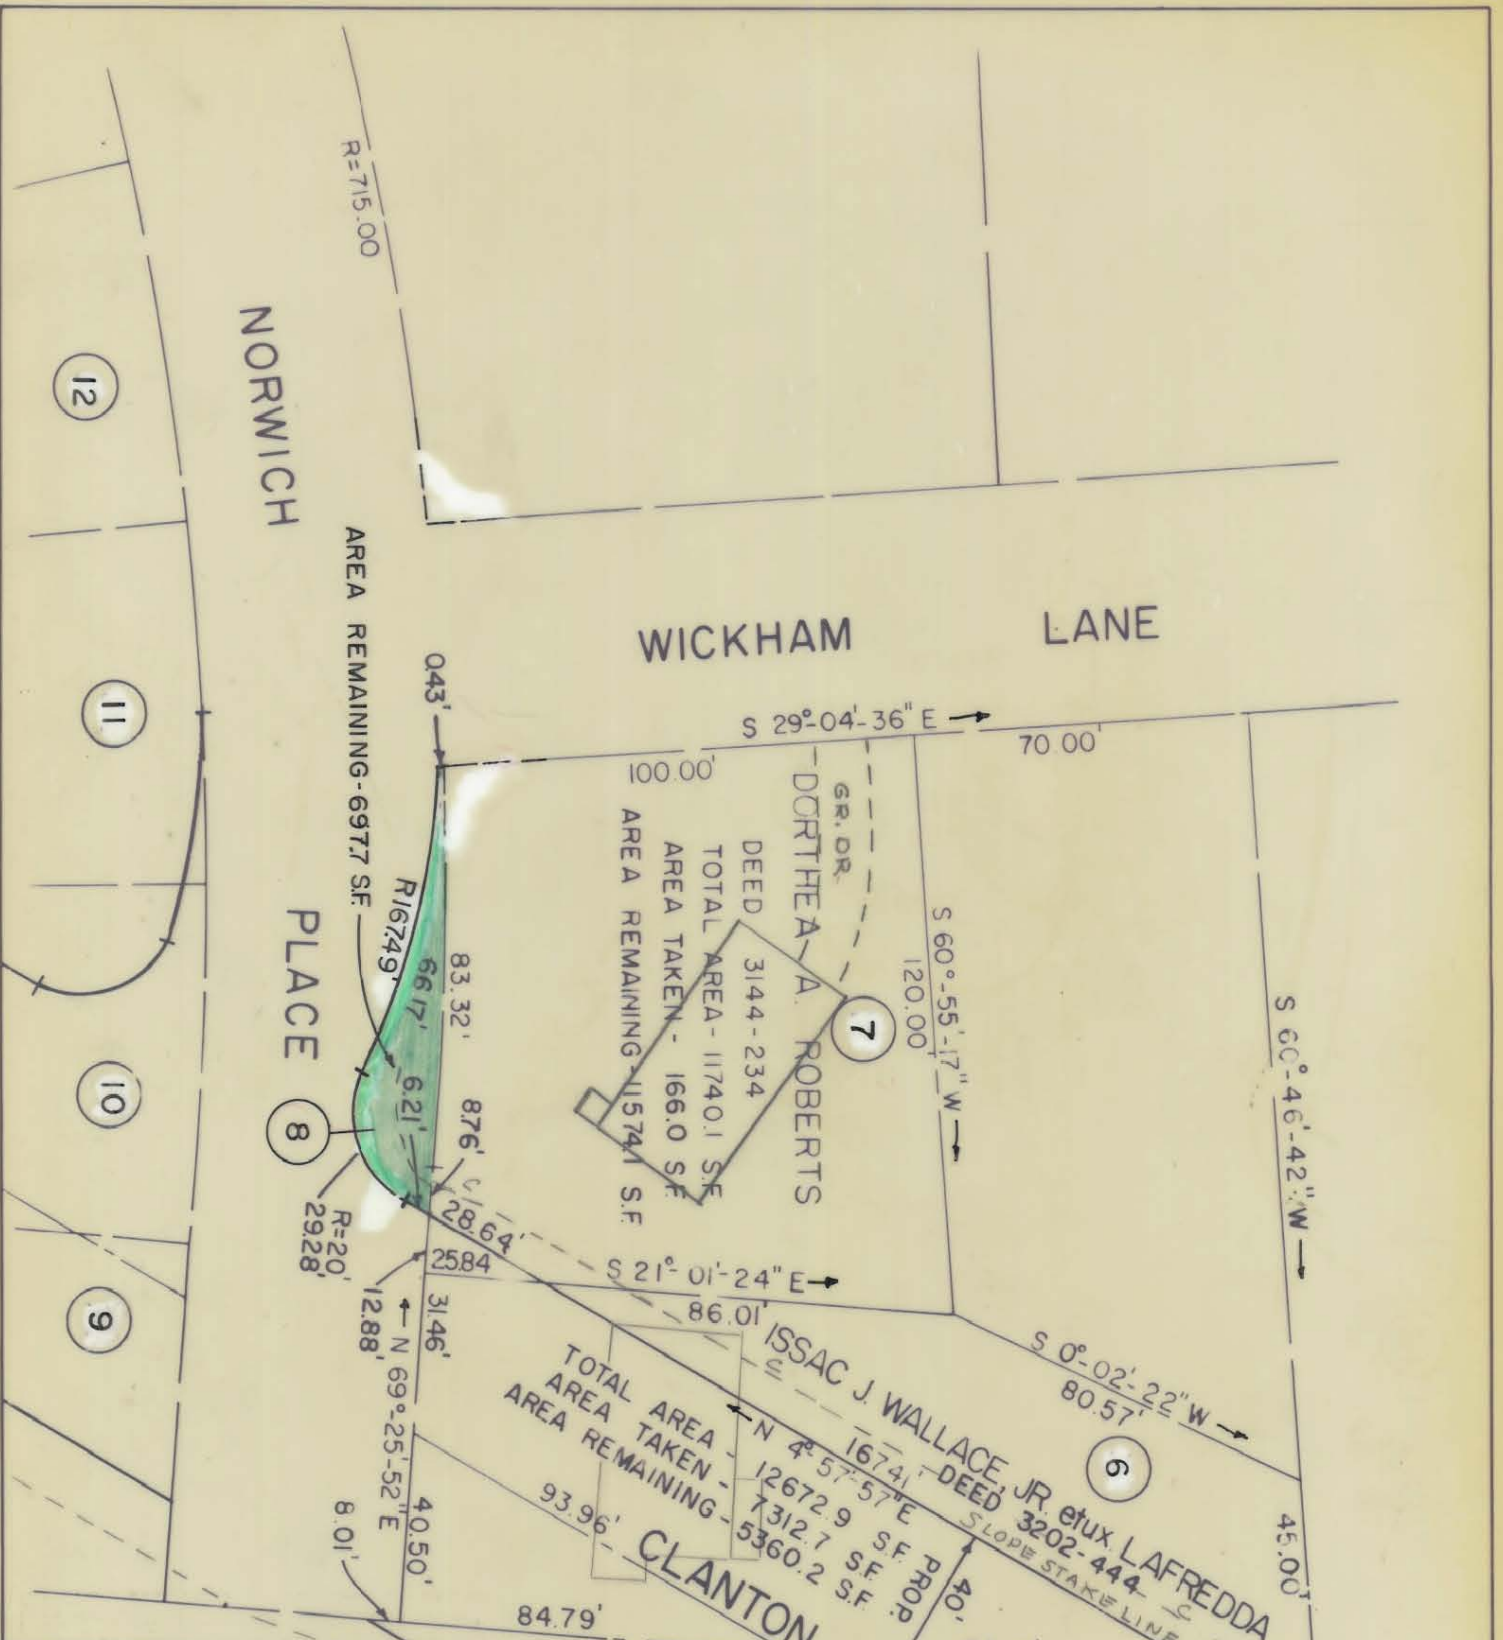 R=715.00
NORWICH
PLACE
WICKHAM LANE
12
11
10
9
8
7
6
AREA REMAINING-697.7 S.F.
0.43'
S 29°-04'-36" E
100.00'
70.00'
GR. DR.
DORTHEA A. ROBERTS
DEED 3144-234
TOTAL AREA- 11740.1 S.F.
AREA TAKEN- 166.0 S.F.
AREA REMAINING-11574.1 S.F.
S 60°-55'-17" W
120.00'
S 60°-46'-42" W
R167.49'
66.17'
83.32'
6.21'
8.76'
C
28.64'
25.84
R=20'
29.28'
12.88'
31.46'
N 69°-25'-52" E
40.50'
8.01'
S 21°-01'-24" E
86.01'
S 0°-02'-22" W
80.57'
45.00'
ISSAC J. WALLACE, JR. etux LAFREDDA
DEED 3202-444
C
C
N 4°-57'-57"E
167.41'
TOTAL AREA - 12672.9 S.F.
AREA TAKEN - 7312.7 S.F.
AREA REMAINING - 5360.2 S.F.
SLOPE STAKE LINE
40'
PROP.
93.96'
CLANTON
84.79'